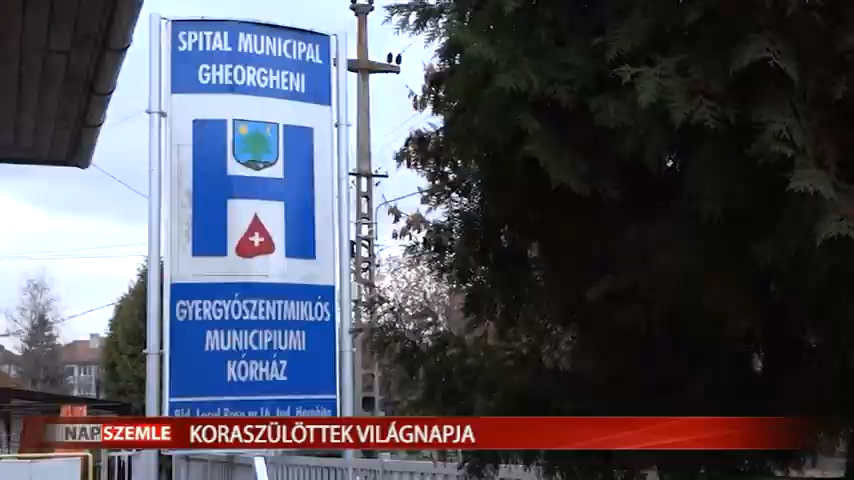 SPITAL MUNICIPAL
GHEORGHENI
H
GYERGYÓSZENTMIKLÓS
MUNICIPIUMI
KÓRHÁZ
NAPSZEMLE
KORASZÜLÖTTEK VILÁGNAPJA